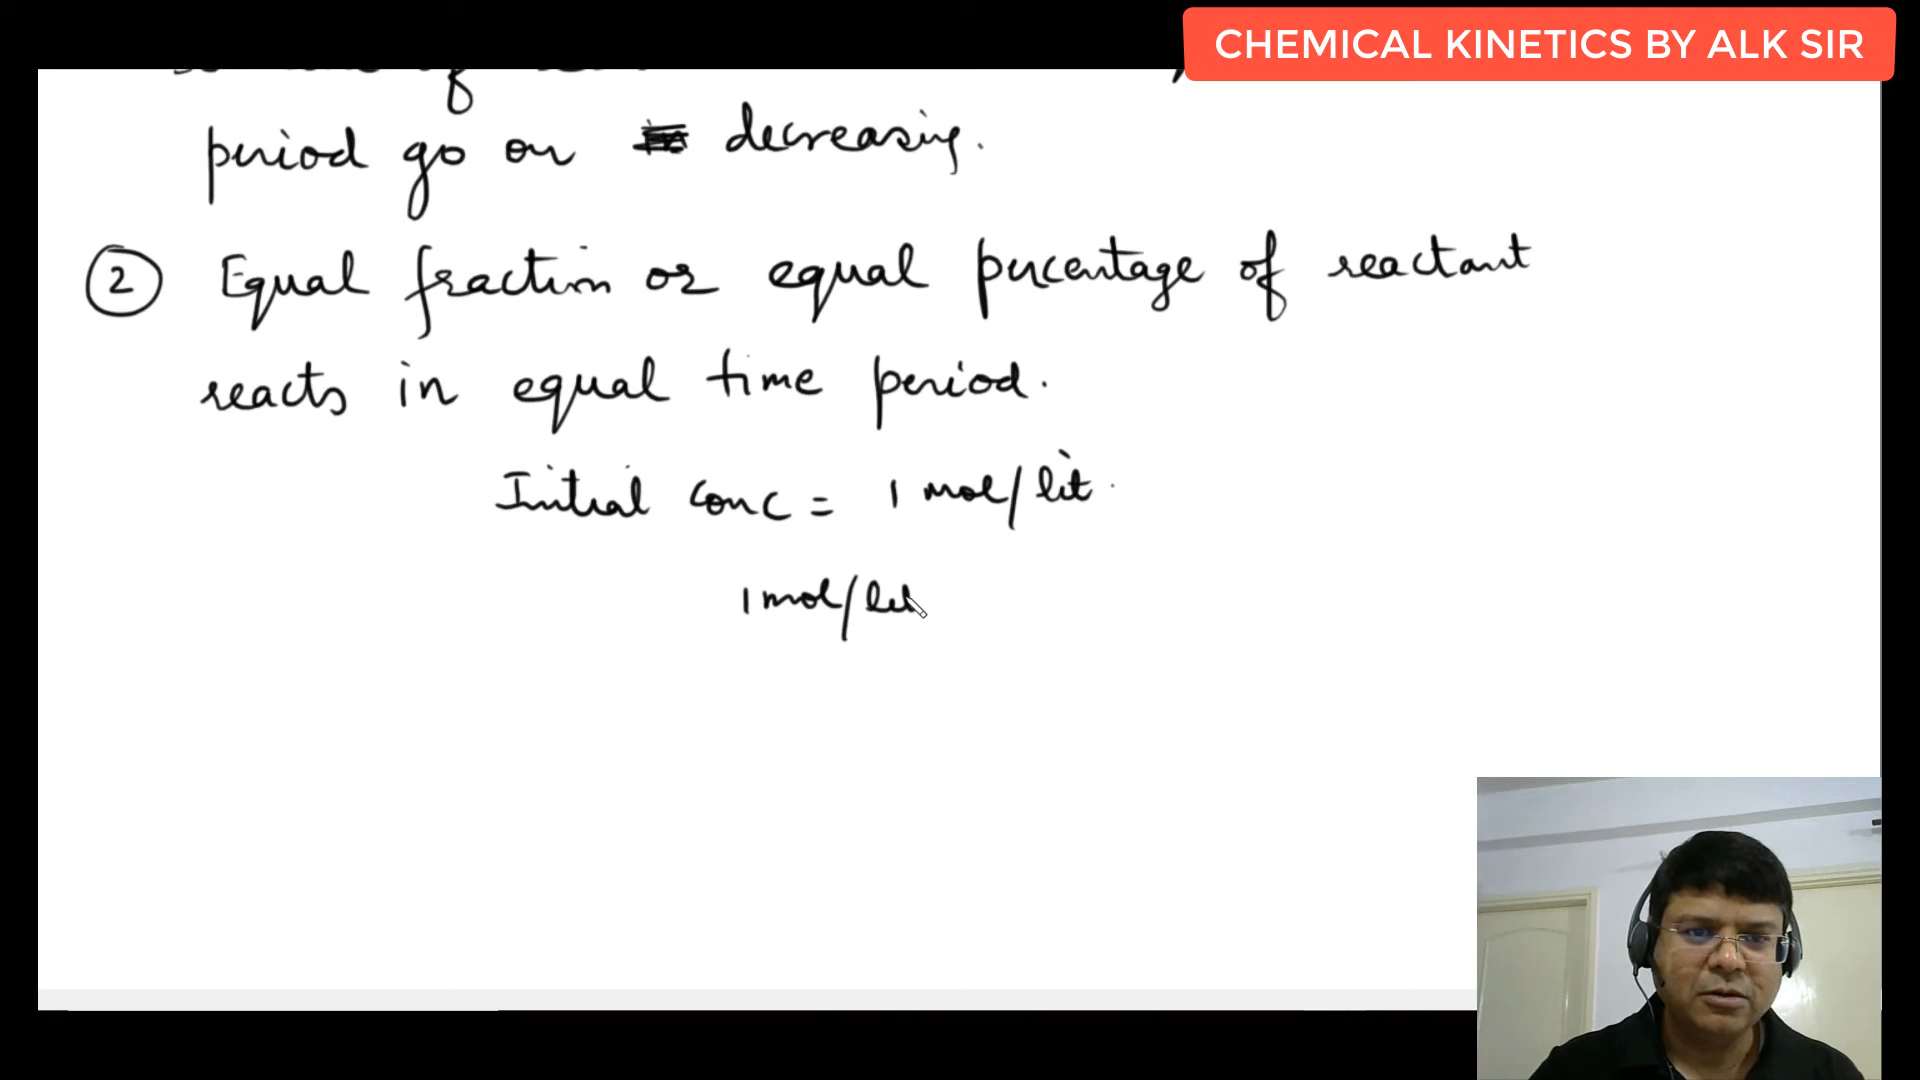 CHEMICAL KINETICS BY ALK SIR
period go on decreasing.
2 Equal fraction or equal percentage of reactant
reacts in equal time period.
Initial conc = 1 mol/lit.
1 mol/lit